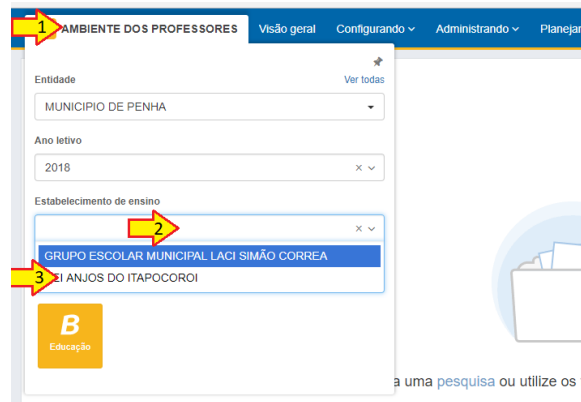 1 AMBIENTE DOS PROFESSORES Visão geral Configurando Administrando
Entidade Ver todas
MUNICIPIO DE PENHA
Ano letivo
2018
Estabelecimento de ensino
2
GRUPO ESCOLAR MUNICIPAL LACI SIMÃO CORREA
3 EI ANJOS DO ITAPOCOROI
B
Educação
uma pesquisa ou utilize os